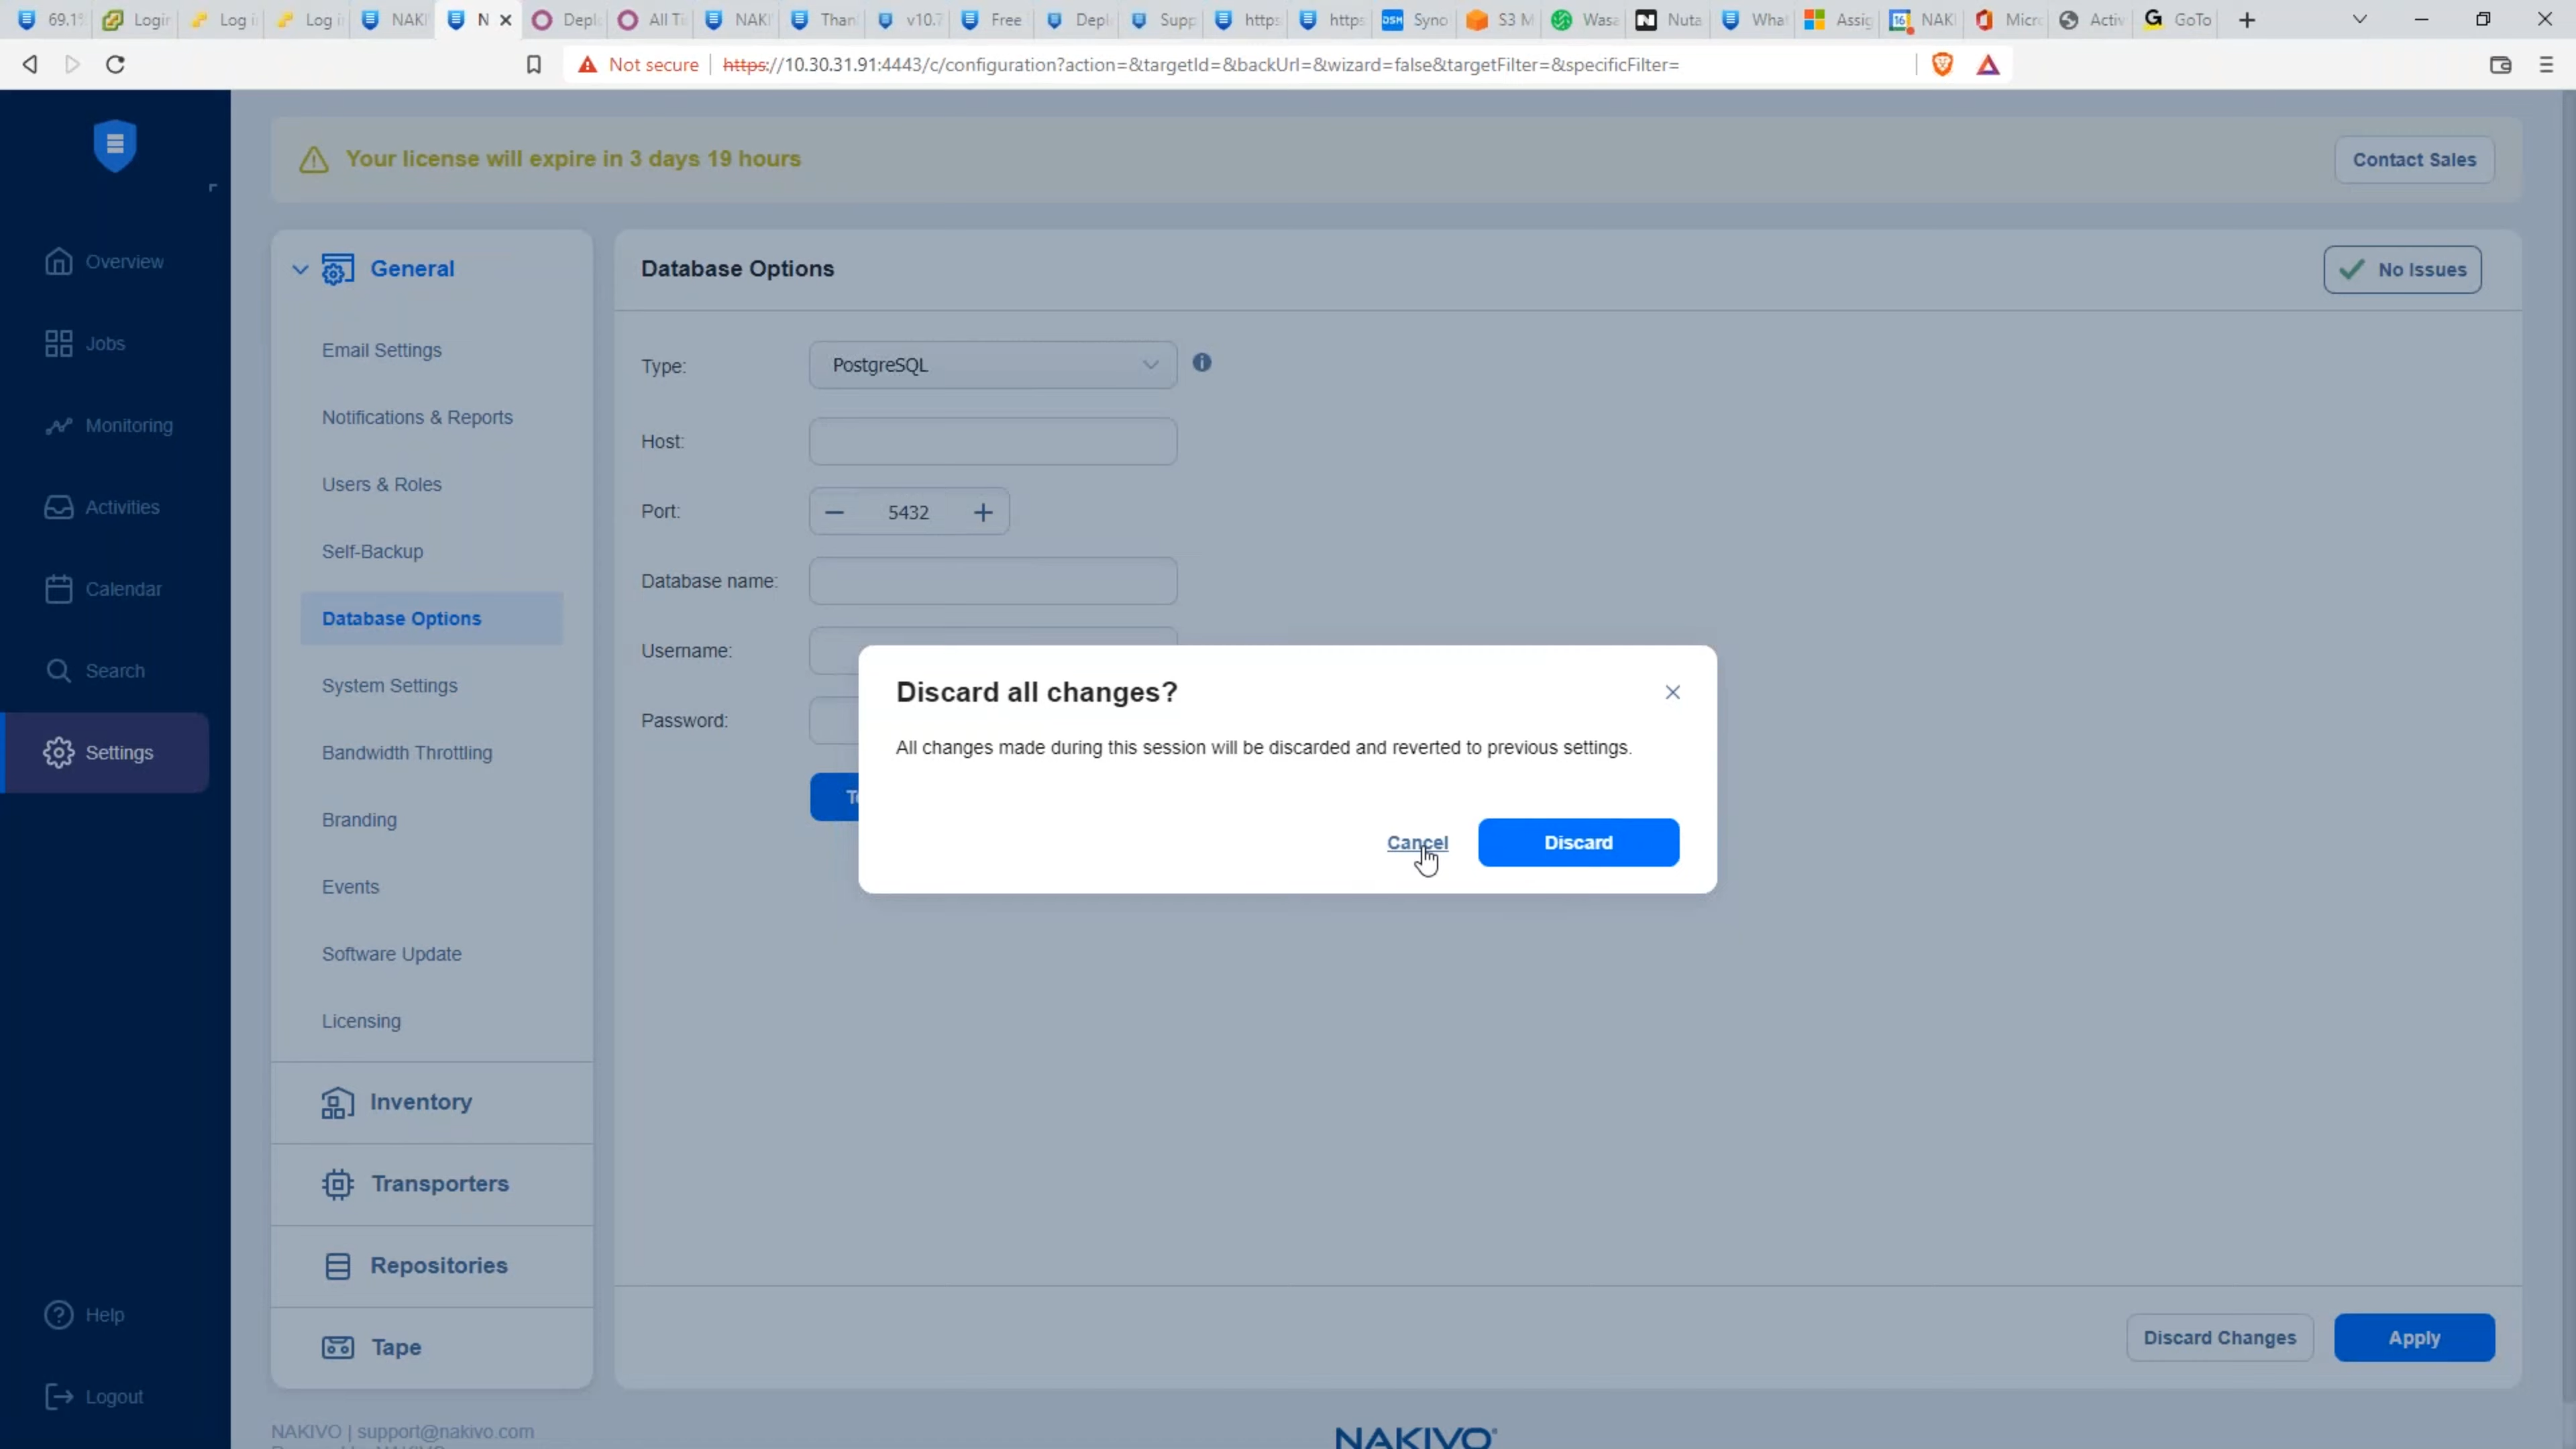 69.1%
Login
Log i
Log i
NAKI
N
Depl
All Ti
NAKI
Than
v10.7
Free
Depl
Supp
https
https
DSM
Syno
S3 M
Wasa
Nuta
Wha
Assig
16
NAKI
Micro
Activ
GoTo
Not secure
https://10.30.31.91:4443/c/configuration?action=&targetId=&backUrl=&wizard=false&targetFilter=&specificFilter=
Your license will expire in 3 days 19 hours
Contact Sales
Overview
Jobs
Monitoring
Activities
Calendar
Search
Settings
Help
Logout
General
Email Settings
Notifications & Reports
Users & Roles
Self-Backup
Database Options
System Settings
Bandwidth Throttling
Branding
Events
Software Update
Licensing
Inventory
Transporters
Repositories
Tape
Database Options
No Issues
Type:
PostgreSQL
Host:
Port:
5432
Database name:
Username:
Password:
Discard all changes?
All changes made during this session will be discarded and reverted to previous settings.
Cancel
Discard
Discard Changes
Apply
NAKIVO | support@nakivo.com
NAKIVO